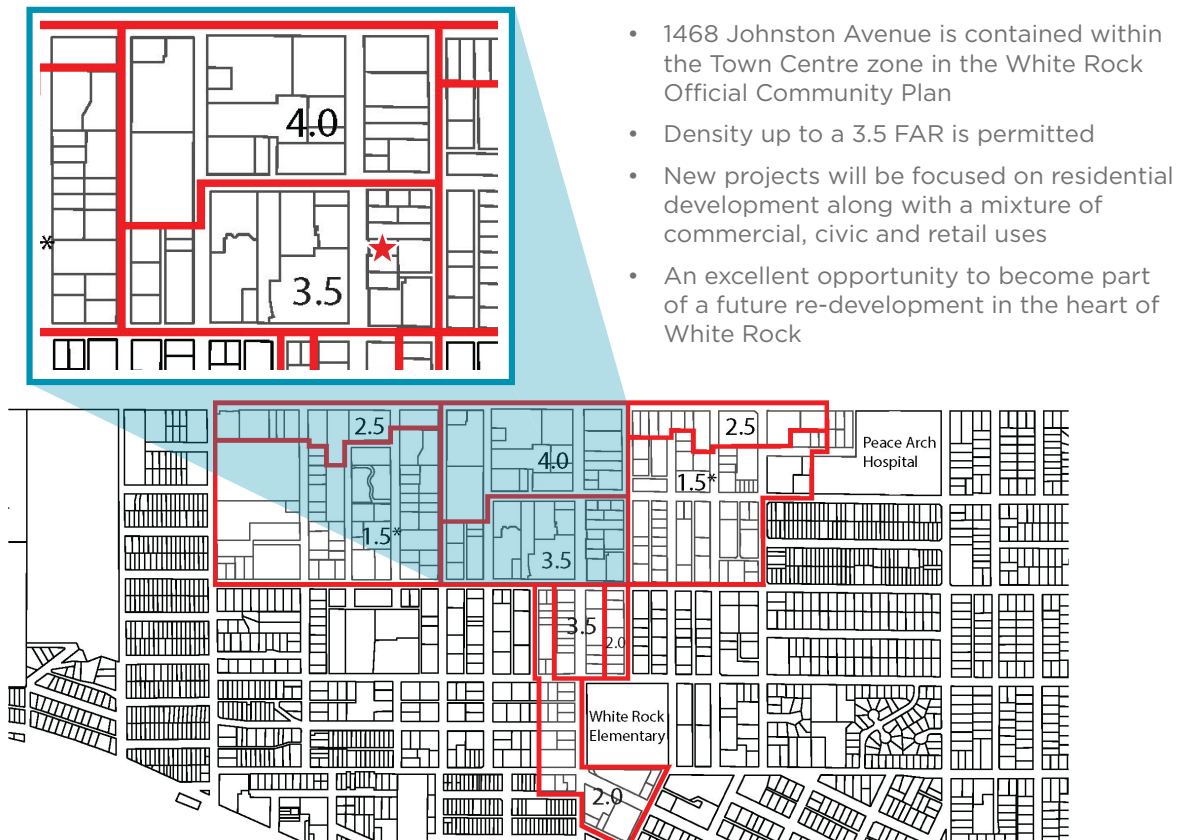 4.0
*
3.5
• 1468 Johnston Avenue is contained within
the Town Centre zone in the White Rock
Official Community Plan
• Density up to a 3.5 FAR is permitted
• New projects will be focused on residential
development along with a mixture of
commercial, civic and retail uses
• An excellent opportunity to become part
of a future re-development in the heart of
White Rock
2.5
2.5
4.0
Peace Arch
Hospital
1.5*
1.5*
3.5
3.5
2.0
White Rock
Elementary
2.0